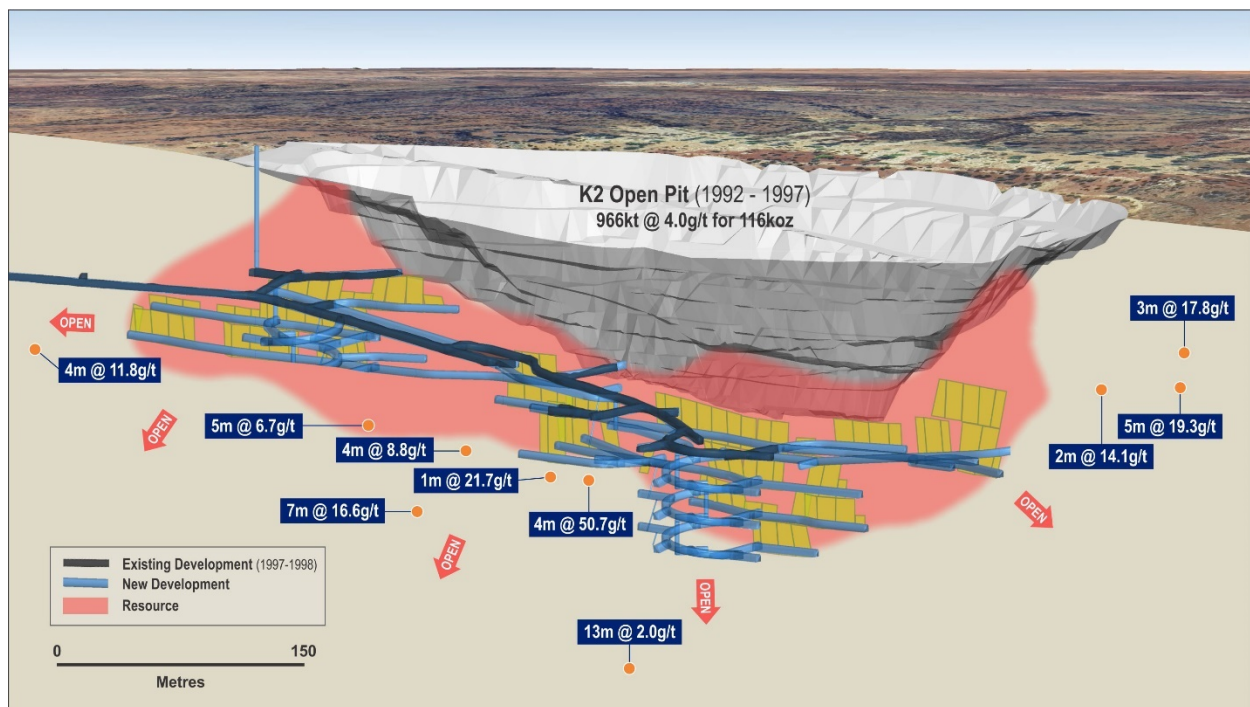 K2 Open Pit (1992 - 1997)
966kt @ 4.0g/t for 116koz
3m @ 17.8g/t
OPEN
4m @ 11.8g/t
5m @ 19.3g/t
2m @ 14.1g/t
OPEN
5m @ 6.7g/t
4m @ 8.8g/t
1m @ 21.7g/t
7m @ 16.6g/t
4m @ 50.7g/t
OPEN
OPEN
OPEN
13m @ 2.0g/t
Existing Development (1997-1998)
New Development
Resource
0
150
Metres